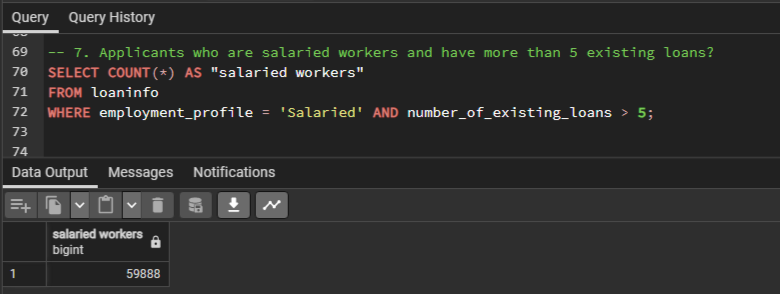 Query Query History
69 -- 7. Applicants who are salaried workers and have more than 5 existing loans?
70 SELECT COUNT(*) AS "salaried workers"
71 FROM loaninfo
72 WHERE employment_profile = 'Salaried' AND number_of_existing_loans > 5;
73
74
Data Output Messages Notifications
salaried workers
bigint
1 59888